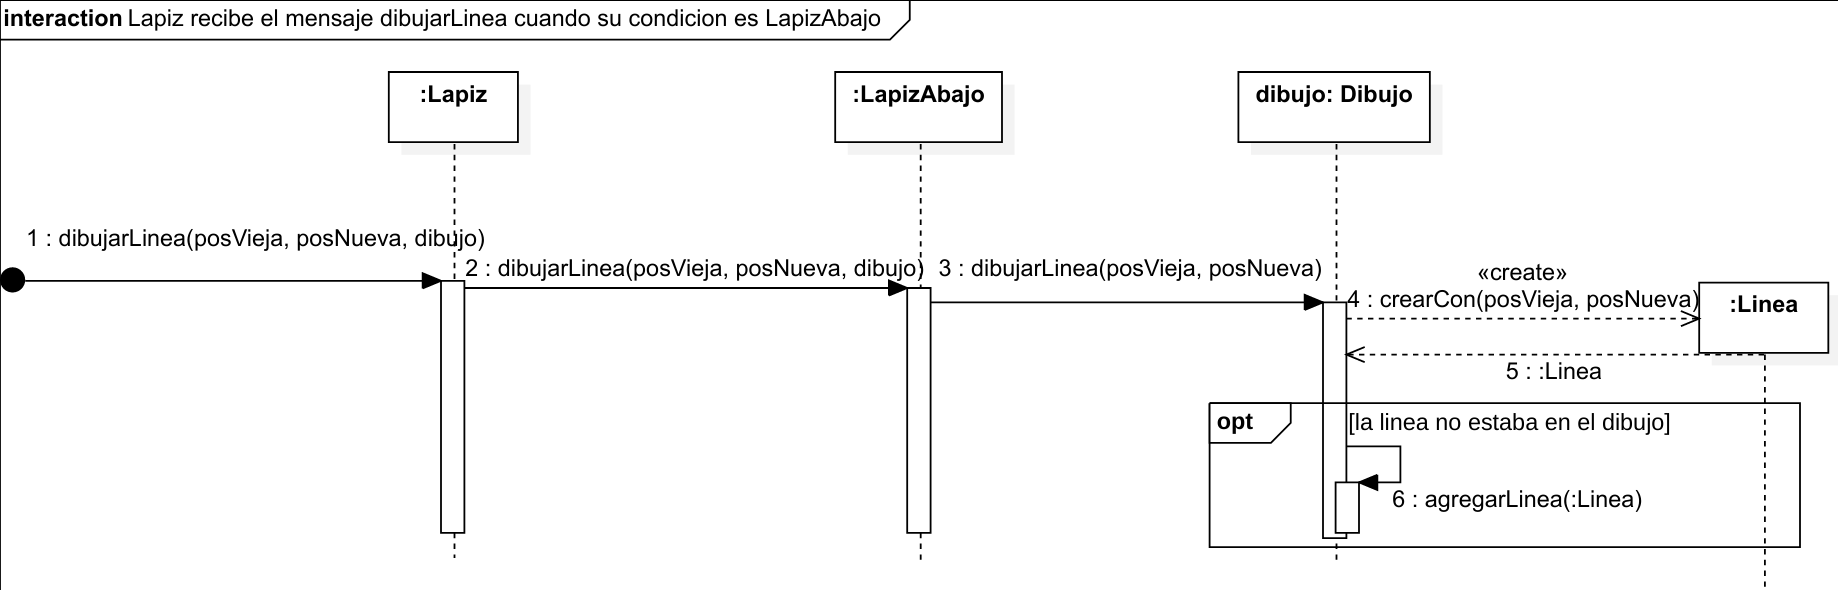 interaction Lapiz recibe el mensaje dibujarLinea cuando su condicion es LapizAbajo
:Lapiz
:LapizAbajo
dibujo: Dibujo
1 : dibujarLinea(posVieja, posNueva, dibujo)
2 : dibujarLinea(posVieja, posNueva, dibujo)
3 : dibujarLinea(posVieja, posNueva)
«create»
4 : crearCon(posVieja, posNueva)
:Linea
5 : :Linea
opt
[la linea no estaba en el dibujo]
6 : agregarLinea(:Linea)